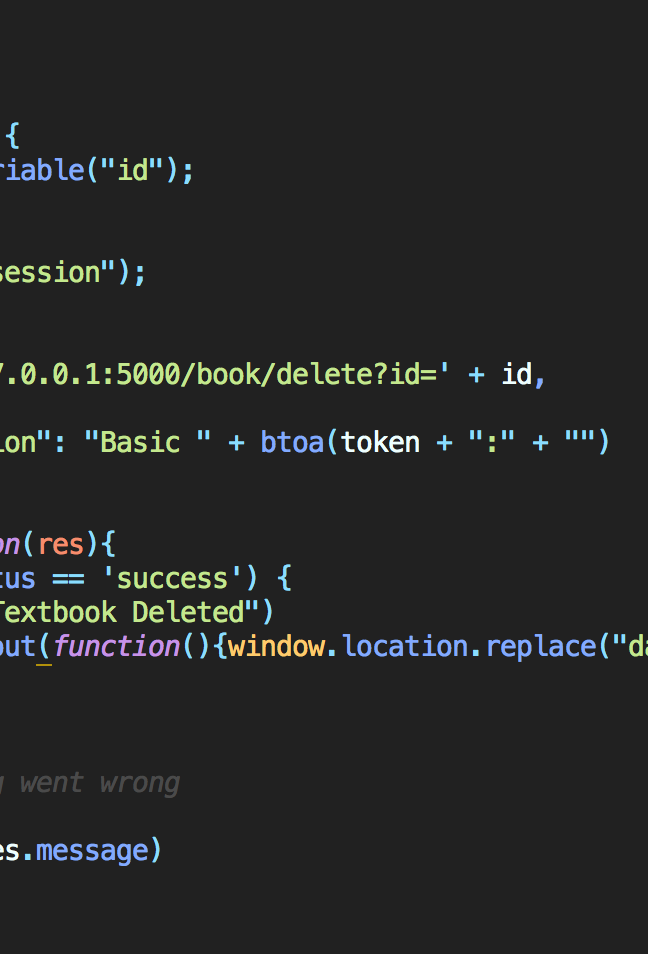 {
riable("id");
session");
7.0.0.1:5000/book/delete?id=' + id,
ion": "Basic " + btoa(token + ":" + "")
on(res){
tus == 'success') {
Textbook Deleted")
out(function(){window.location.replace("da
g went wrong
es.message)